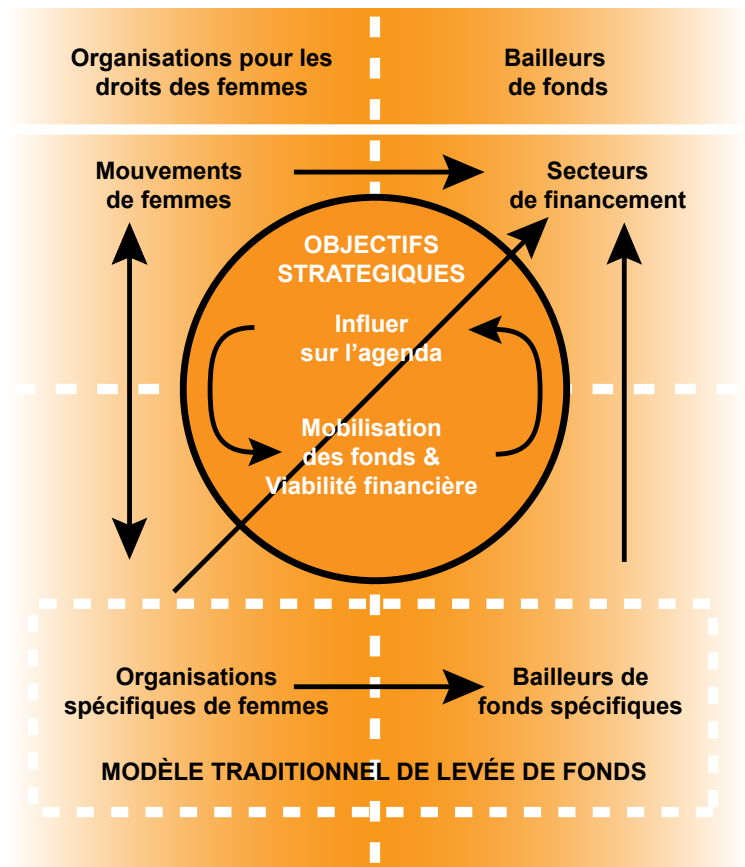 Organisations pour les
droits des femmes
Bailleurs
de fonds
Mouvements
de femmes
Secteurs
de financement
OBJECTIFS
STRATEGIQUES
Influer
sur l’agenda
Mobilisation
des fonds &
Viabilité financière
Organisations
spécifiques de femmes
Bailleurs de
fonds spécifiques
MODÈLE TRADITIONNEL DE LEVÉE DE FONDS